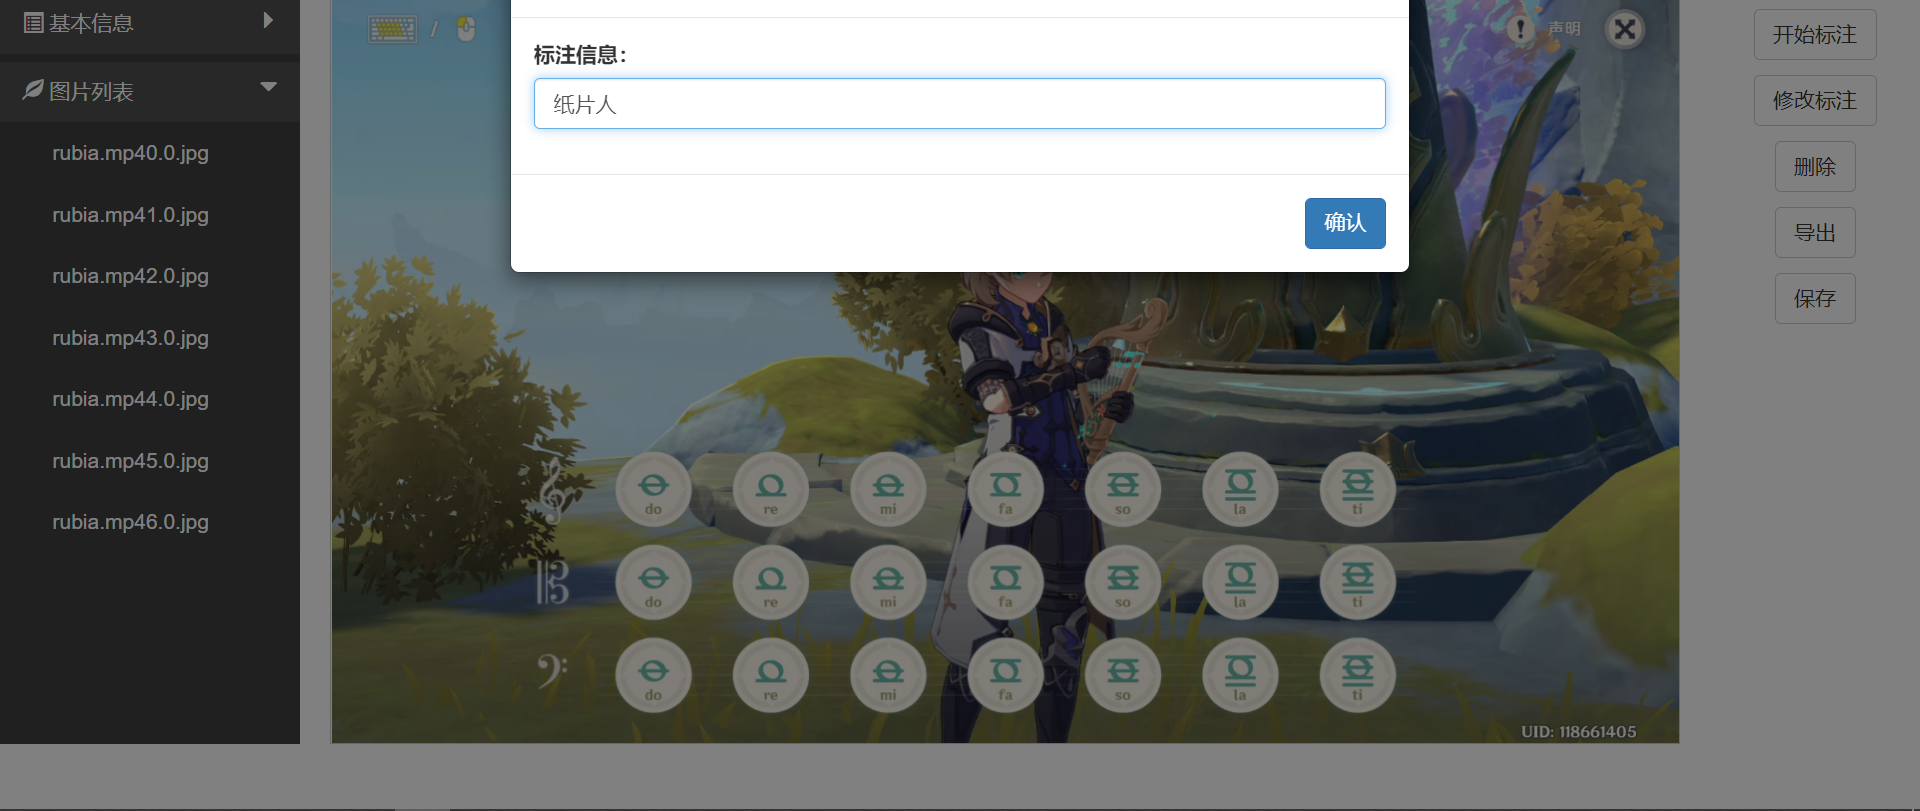 基本信息
图片列表
rubia.mp40.0.jpg
rubia.mp41.0.jpg
rubia.mp42.0.jpg
rubia.mp43.0.jpg
rubia.mp44.0.jpg
rubia.mp45.0.jpg
rubia.mp46.0.jpg
/
! 声明
标注信息：
纸片人
确认
do re mi fa so la ti
do re mi fa so la ti
do re mi fa so la ti
UID: 118661405
开始标注
修改标注
删除
导出
保存